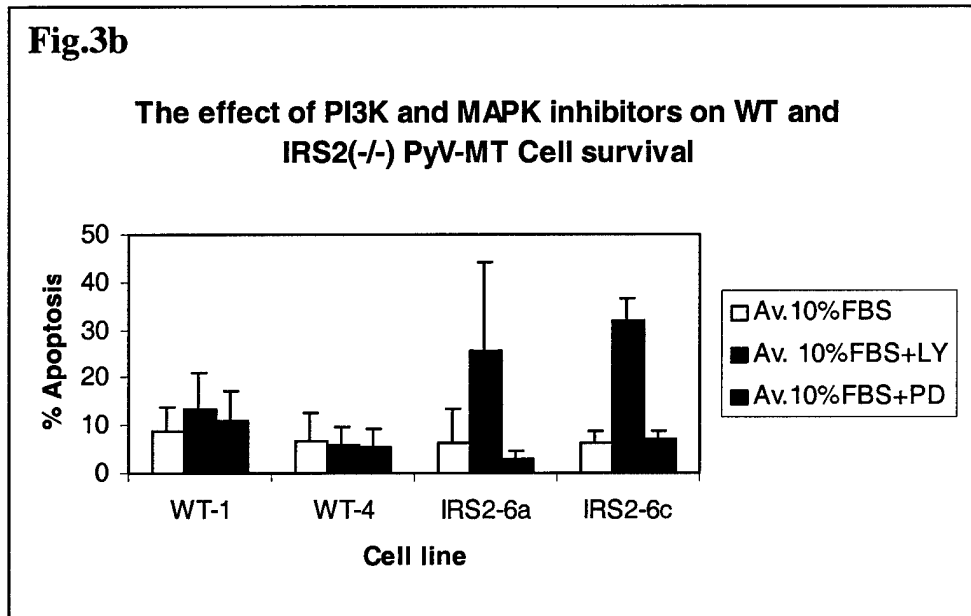 Fig.3b
The effect of PI3K and MAPK inhibitors on WT and
IRS2(-/-) PyV-MT Cell survival
% Apoptosis
50
40
30
20
10
0
WT-1
WT-4
IRS2-6a
IRS2-6c
Cell line
Av.10%FBS
Av. 10%FBS+LY
Av.10%FBS+PD